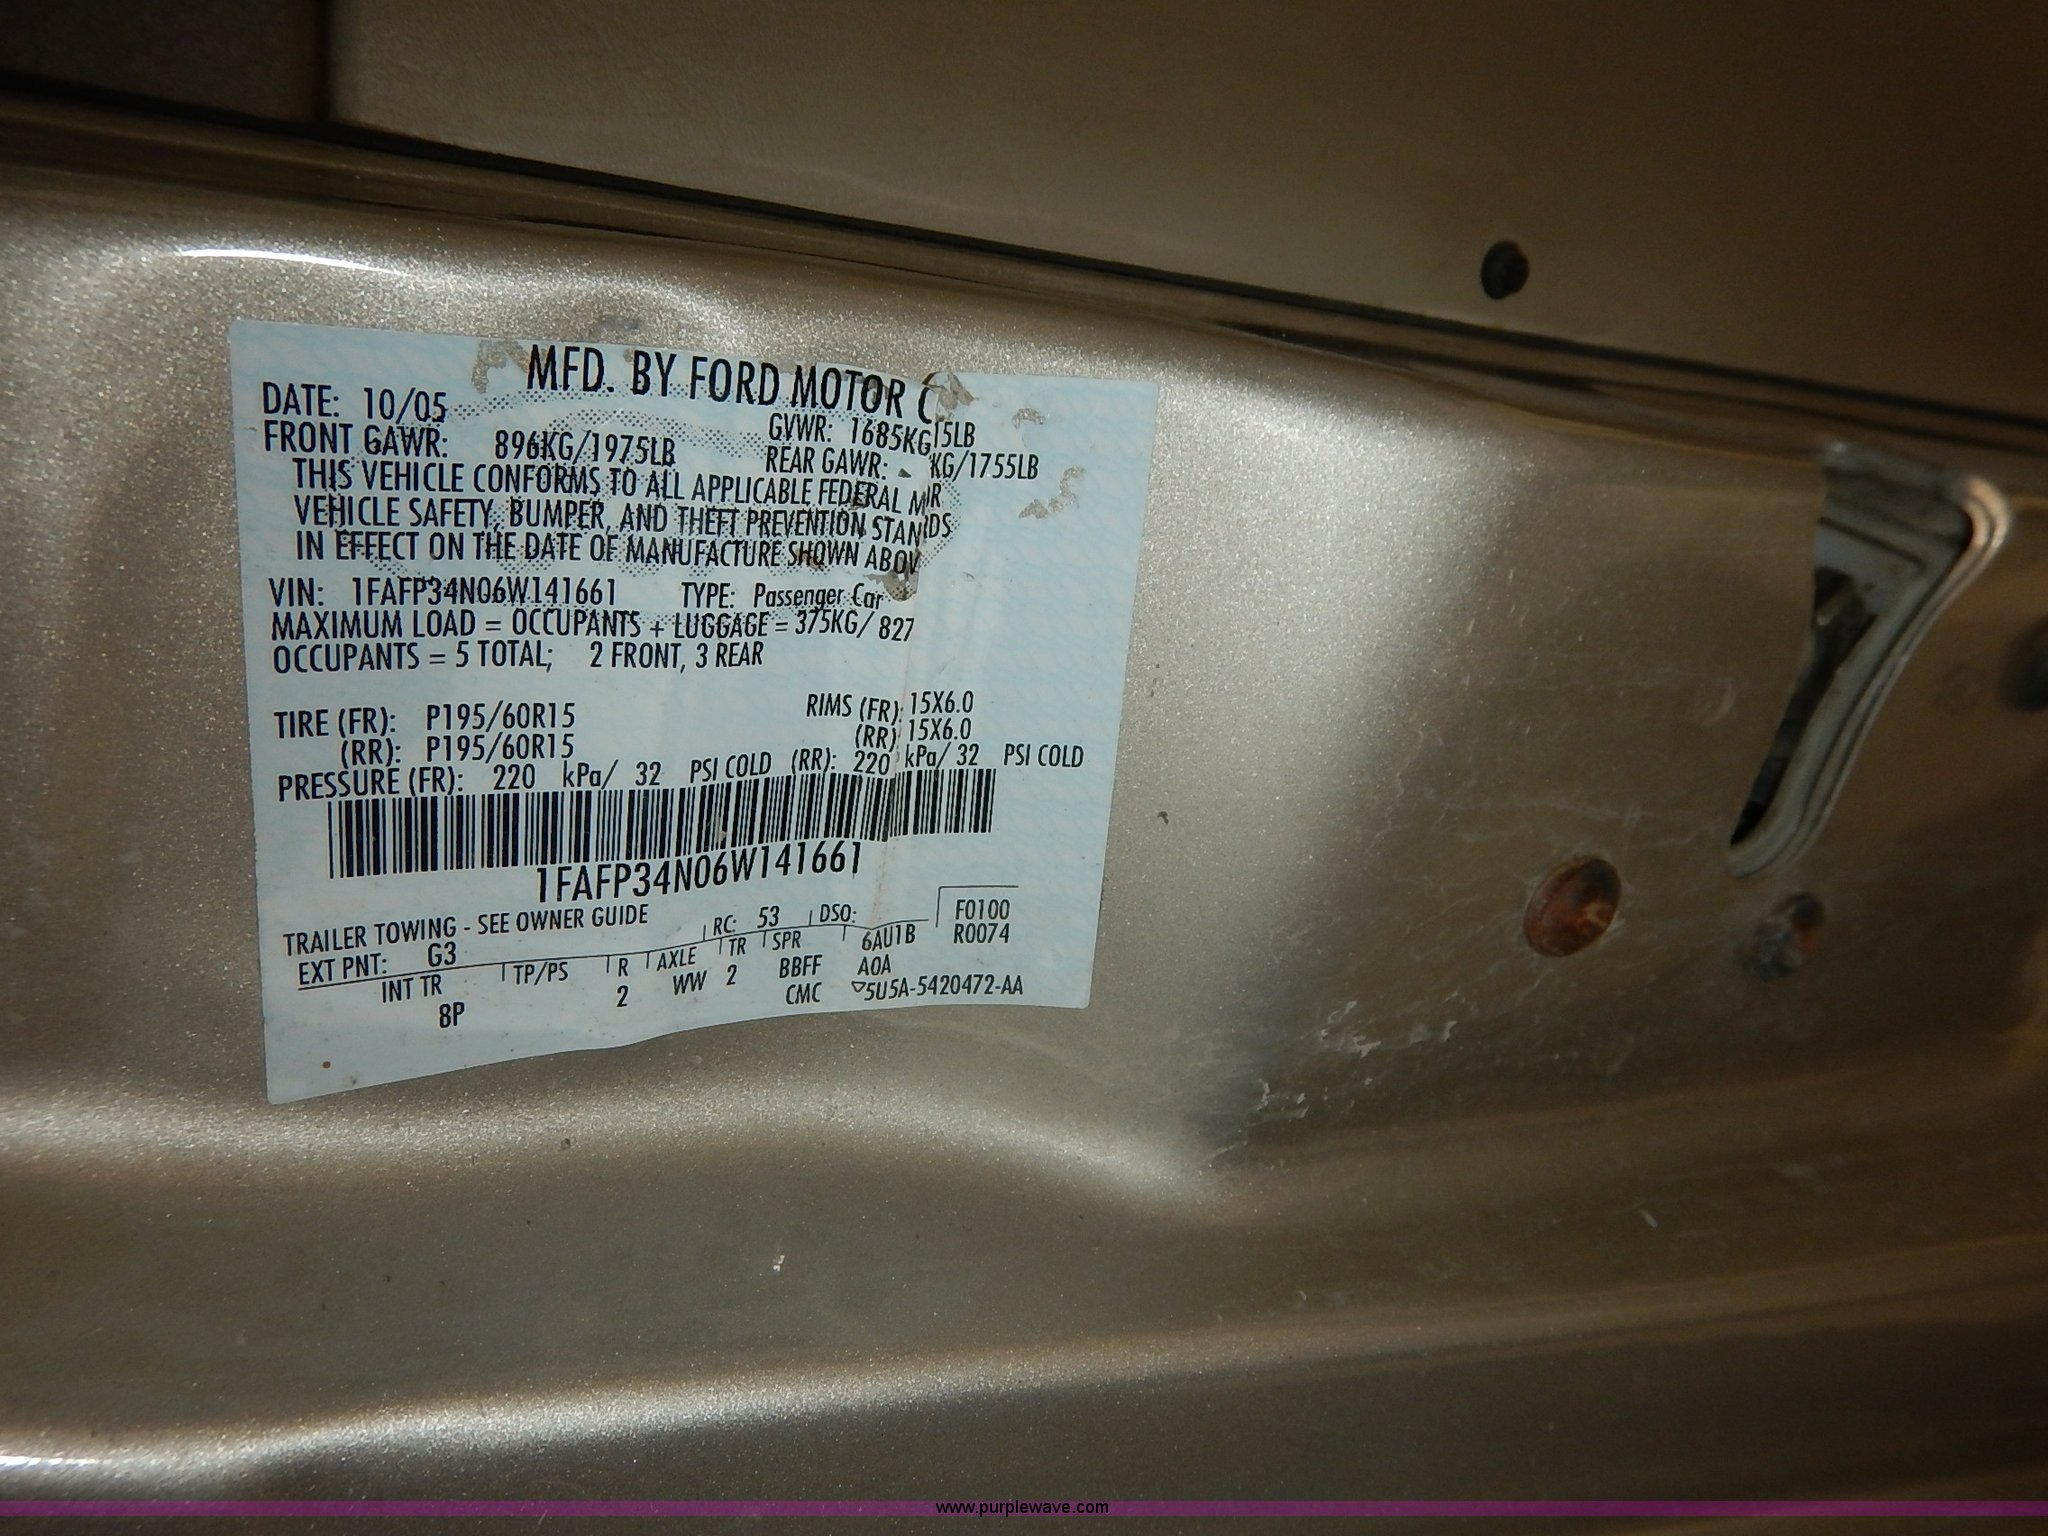 MFD. BY FORD MOTOR C
DATE: 10/05
GVWR: 1685KG 15LB
FRONT GAWR: 896KG/1975LB
REAR GAWR: KG/1755LB
THIS VEHICLE CONFORMS TO ALL APPLICABLE FEDERAL M R
VEHICLE SAFETY, BUMPER, AND THEFT PREVENTION STAN DS
IN EFFECT ON THE DATE OF MANUFACTURE SHOWN ABOV
VIN: 1FAFP34N06W141661 TYPE: Passenger Car
MAXIMUM LOAD = OCCUPANTS + LUGGAGE = 375KG/ 827
OCCUPANTS = 5 TOTAL; 2 FRONT, 3 REAR
TIRE (FR): P195/60R15 RIMS (FR): 15X6.0
(RR): P195/60R15 (RR) 15X6.0
PRESSURE (FR): 220 kPa/ 32 PSI COLD (RR): 220 kPa/ 32 PSI COLD
1FAFP34N06W141661
TRAILER TOWING - SEE OWNER GUIDE
EXT PNT: G3 RC: 53 DSO: F0100
R0074
INT TR TP/PS R AXLE TR SPR 6AU1B
8P 2 WW 2 BBFF A0A
CMC ▽5U5A-5420472-AA
www.purplewave.com